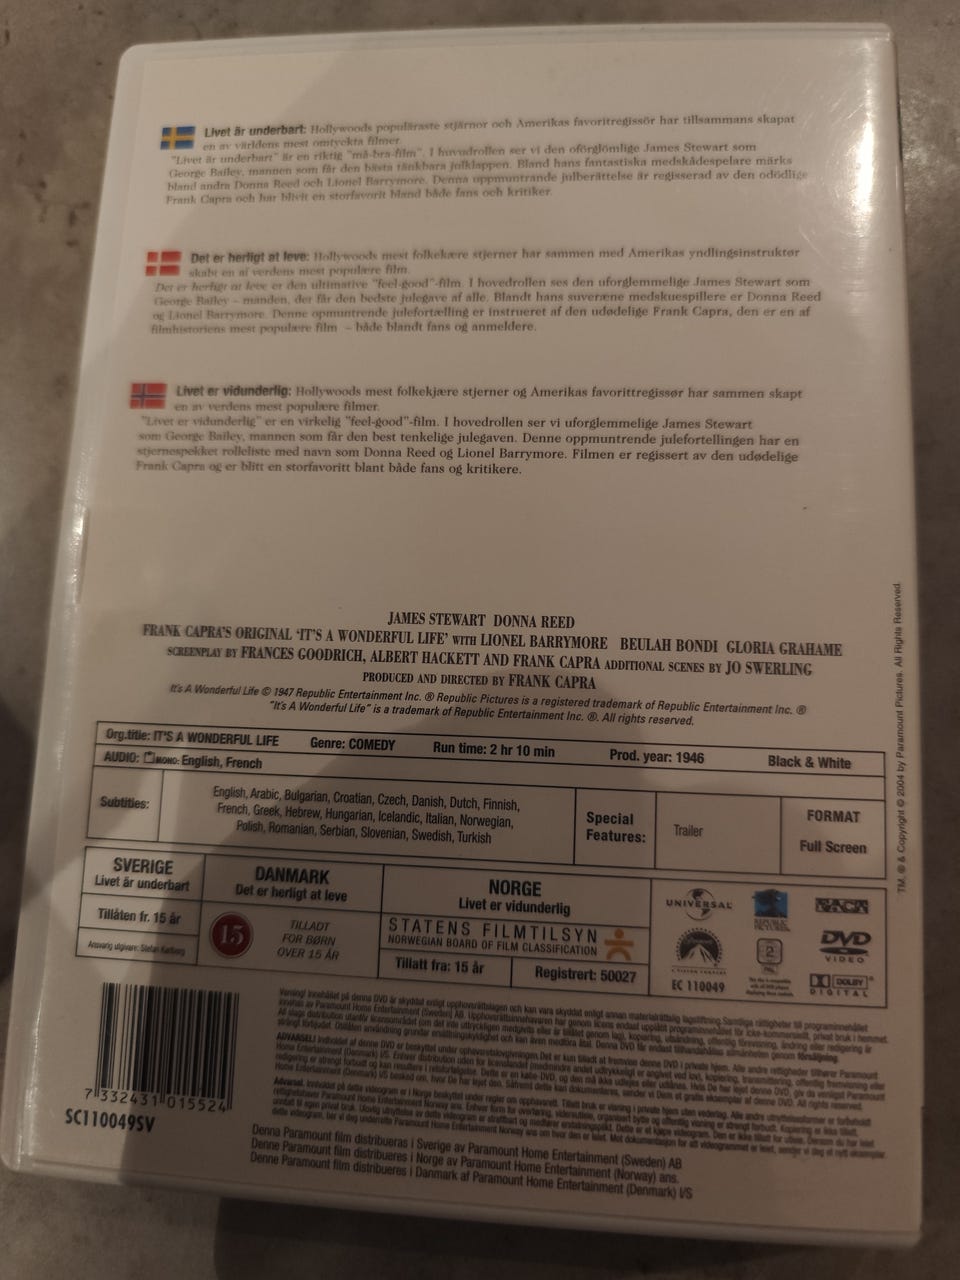 Livet är underbart: Hollywoods populäraste stjärnor och Amerikas favoritregissör har tillsammans skapat
en av världens mest omtyckta filmer.
"Livet är underbart" är en riktig "må-bra-film". I huvudrollen ser vi den oförglömlige James Stewart som
George Bailey, mannen som får den bästa tänkbara julklappen. Bland hans fantastiska medskådespelare märks
bland andra Donna Reed och Lionel Barrymore. Denna uppmuntrande julberättelse är regisserad av den odödlige
Frank Capra och har blivit en storfavorit bland både fans och kritiker.
Det er herligt at leve: Hollywoods mest folkekære stjerner har sammen med Amerikas yndlingsinstruktør
skabt en af verdens mest populære film.
Det er herligt at leve er den ultimative "feel-good"-film. I hovedrollen ses den uforglemmelige James Stewart som
George Bailey – manden, der får den bedste julegave af alle. Blandt hans suveræne medskuespillere er Donna Reed
og Lionel Barrymore. Denne opmuntrende julefortælling er instrueret af den udødelige Frank Capra, den er en af
filmhistoriens mest populære film – både blandt fans og anmeldere.
Livet er vidunderlig: Hollywoods mest folkekjære stjerner og Amerikas favorittregissør har sammen skapt
en av verdens mest populære filmer.
"Livet er vidunderlig" er en virkelig "feel-good"-film. I hovedrollen ser vi uforglemmelige James Stewart
som George Bailey, mannen som får den best tenkelige julegaven. Denne oppmuntrende julefortellingen har en
stjernespekket rolleliste med navn som Donna Reed og Lionel Barrymore. Filmen er regissert av den udødelige
Frank Capra og er blitt en storfavoritt blant både fans og kritikere.
JAMES STEWART DONNA REED
FRANK CAPRA'S ORIGINAL 'IT'S A WONDERFUL LIFE' WITH LIONEL BARRYMORE BEULAH BONDI GLORIA GRAHAME
SCREENPLAY BY FRANCES GOODRICH, ALBERT HACKETT AND FRANK CAPRA ADDITIONAL SCENES BY JO SWERLING
PRODUCED AND DIRECTED BY FRANK CAPRA
It's A Wonderful Life © 1947 Republic Entertainment Inc. ® Republic Pictures is a registered trademark of Republic Entertainment Inc. ®
"It's A Wonderful Life" is a trademark of Republic Entertainment Inc. ®. All rights reserved.
Org.title: IT'S A WONDERFUL LIFE Genre: COMEDY Run time: 2 hr 10 min Prod. year: 1946 Black & White
AUDIO: MONO: English, French
Subtitles:
English, Arabic, Bulgarian, Croatian, Czech, Danish, Dutch, Finnish,
French, Greek, Hebrew, Hungarian, Icelandic, Italian, Norwegian,
Polish, Romanian, Serbian, Slovenian, Swedish, Turkish
Special
Features:
Trailer
FORMAT
Full Screen
SVERIGE
Livet är underbart
Tillåten fr. 15 år
Ansvarig utgivare: Stefan Karlberg
DANMARK
Det er herligt at leve
15
TILLADT
FOR BØRN
OVER 15 ÅR
NORGE
Livet er vidunderlig
STATENS FILMTILSYN
NORWEGIAN BOARD OF FILM CLASSIFICATION
Tillatt fra: 15 år
Registrert: 50027
UNIVERSAL
REPUBLIC
PICTURES
DVD
VIDEO
2
PAL
EC 110049
DOLBY
DIGITAL
TM, ® & Copyright © 2004 by Paramount Pictures. All Rights Reserved.
7 332431 015524
SC110049SV
Denna Paramount film distribueras i Sverige av Paramount Home Entertainment (Sweden) AB
Denne Paramount film distribueres i Norge av Paramount Home Entertainment (Norway) ans.
Denne Paramount film distribueres i Danmark af Paramount Home Entertainment (Denmark) I/S